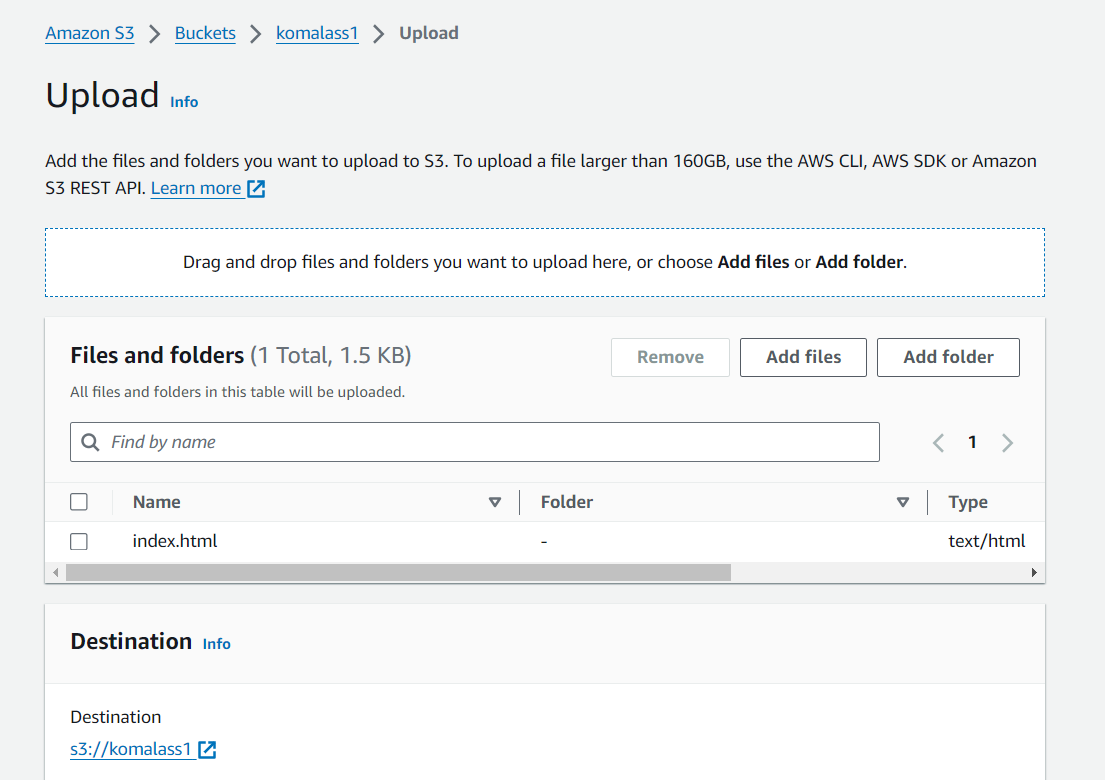 Amazon S3 > Buckets > komalass1 > Upload
Upload Info
Add the files and folders you want to upload to S3. To upload a file larger than 160GB, use the AWS CLI, AWS SDK or Amazon
S3 REST API. Learn more
Drag and drop files and folders you want to upload here, or choose Add files or Add folder.
Files and folders (1 Total, 1.5 KB)
Remove
Add files
Add folder
All files and folders in this table will be uploaded.
Find by name
1
Name Folder Type
index.html - text/html
Destination Info
Destination
s3://komalass1